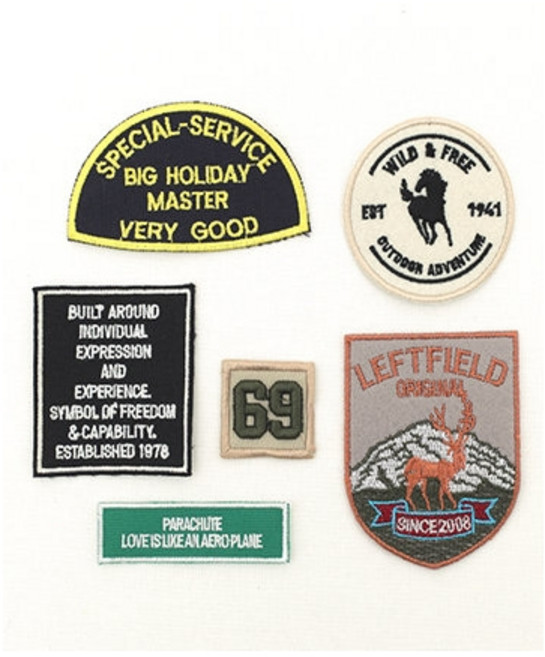 SPECIAL-SERVICE
BIG HOLIDAY
MASTER
VERY GOOD
WILD & FREE
EST 1941
OUTDOOR ADVENTURE
BUILT AROUND
INDIVIDUAL
EXPRESSION
AND
EXPERIENCE.
SYMBOL OF FREEDOM
&-CAPABILITY.
ESTABLISHED 1978
69
LEFTFIELD
ORIGINAL
SINCE 2008
PARACHUTE
LOVE IS LIKE AN AERO-PLANE